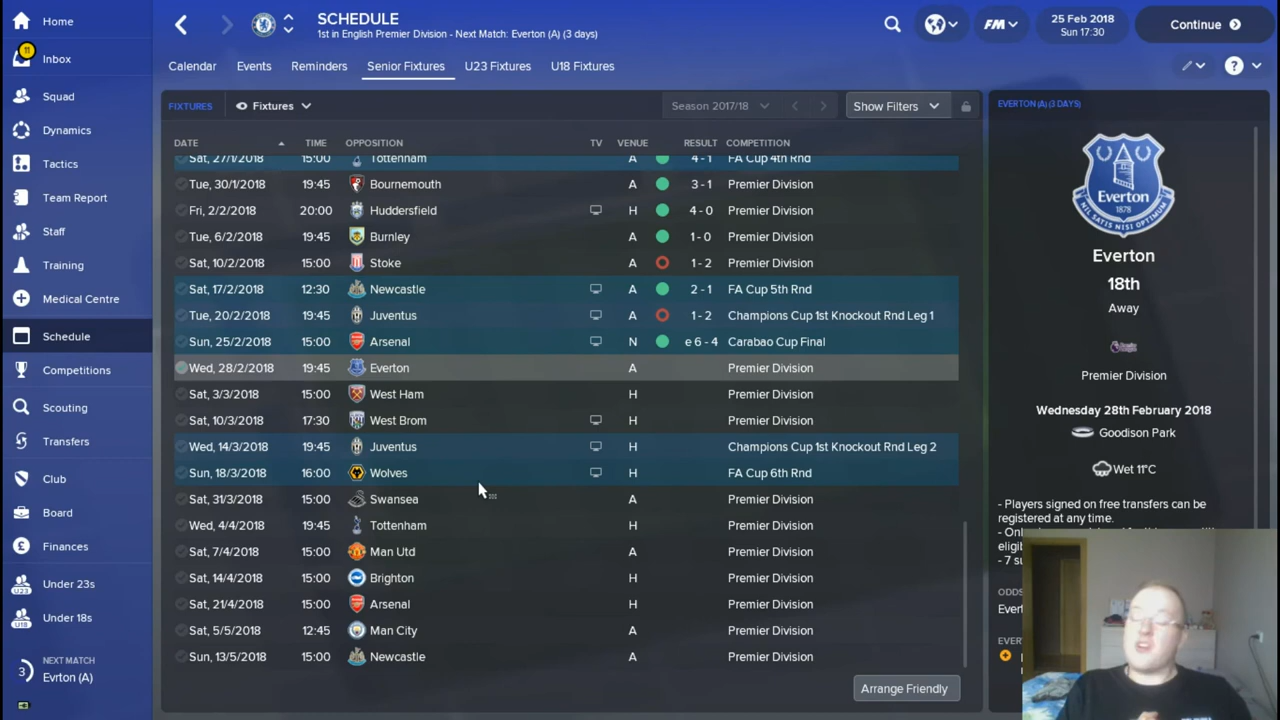 Home
11
Inbox
Squad
Dynamics
Tactics
Team Report
Staff
Training
Medical Centre
Schedule
Competitions
Scouting
Transfers
Club
Board
Finances
U23
Under 23s
U18
Under 18s
3
NEXT MATCH
Evrton (A)
SCHEDULE
1st in English Premier Division - Next Match: Everton (A) (3 days)
FM
25 Feb 2018
Sun 17:30
Continue
Calendar Events Reminders Senior Fixtures U23 Fixtures U18 Fixtures
?
FIXTURES Fixtures Season 2017/18 Show Filters
DATE TIME OPPOSITION TV VENUE RESULT COMPETITION
Sat, 27/1/2018 15:00 Tottenham A 4 - 1 FA Cup 4th Rnd
Tue, 30/1/2018 19:45 Bournemouth A 3 - 1 Premier Division
Fri, 2/2/2018 20:00 Huddersfield H 4 - 0 Premier Division
Tue, 6/2/2018 19:45 Burnley A 1 - 0 Premier Division
Sat, 10/2/2018 15:00 Stoke A 1 - 2 Premier Division
Sat, 17/2/2018 12:30 Newcastle A 2 - 1 FA Cup 5th Rnd
Tue, 20/2/2018 19:45 Juventus A 1 - 2 Champions Cup 1st Knockout Rnd Leg 1
Sun, 25/2/2018 15:00 Arsenal N e 6 - 4 Carabao Cup Final
Wed, 28/2/2018 19:45 Everton A Premier Division
Sat, 3/3/2018 15:00 West Ham H Premier Division
Sat, 10/3/2018 17:30 West Brom H Premier Division
Wed, 14/3/2018 19:45 Juventus H Champions Cup 1st Knockout Rnd Leg 2
Sun, 18/3/2018 16:00 Wolves H FA Cup 6th Rnd
Sat, 31/3/2018 15:00 Swansea A Premier Division
Wed, 4/4/2018 19:45 Tottenham H Premier Division
Sat, 7/4/2018 15:00 Man Utd A Premier Division
Sat, 14/4/2018 15:00 Brighton H Premier Division
Sat, 21/4/2018 15:00 Arsenal H Premier Division
Sat, 5/5/2018 12:45 Man City A Premier Division
Sun, 13/5/2018 15:00 Newcastle A Premier Division
Arrange Friendly
EVERTON (A) (3 DAYS)
Everton
1878
NIL SATIS NISI OPTIMUM
Everton
18th
Away
Premier Division
Wednesday 28th February 2018
Goodison Park
Wet 11°C
- Players signed on free transfers can be
registered at any time.
- 7 su
ODDS
Evert
EVER